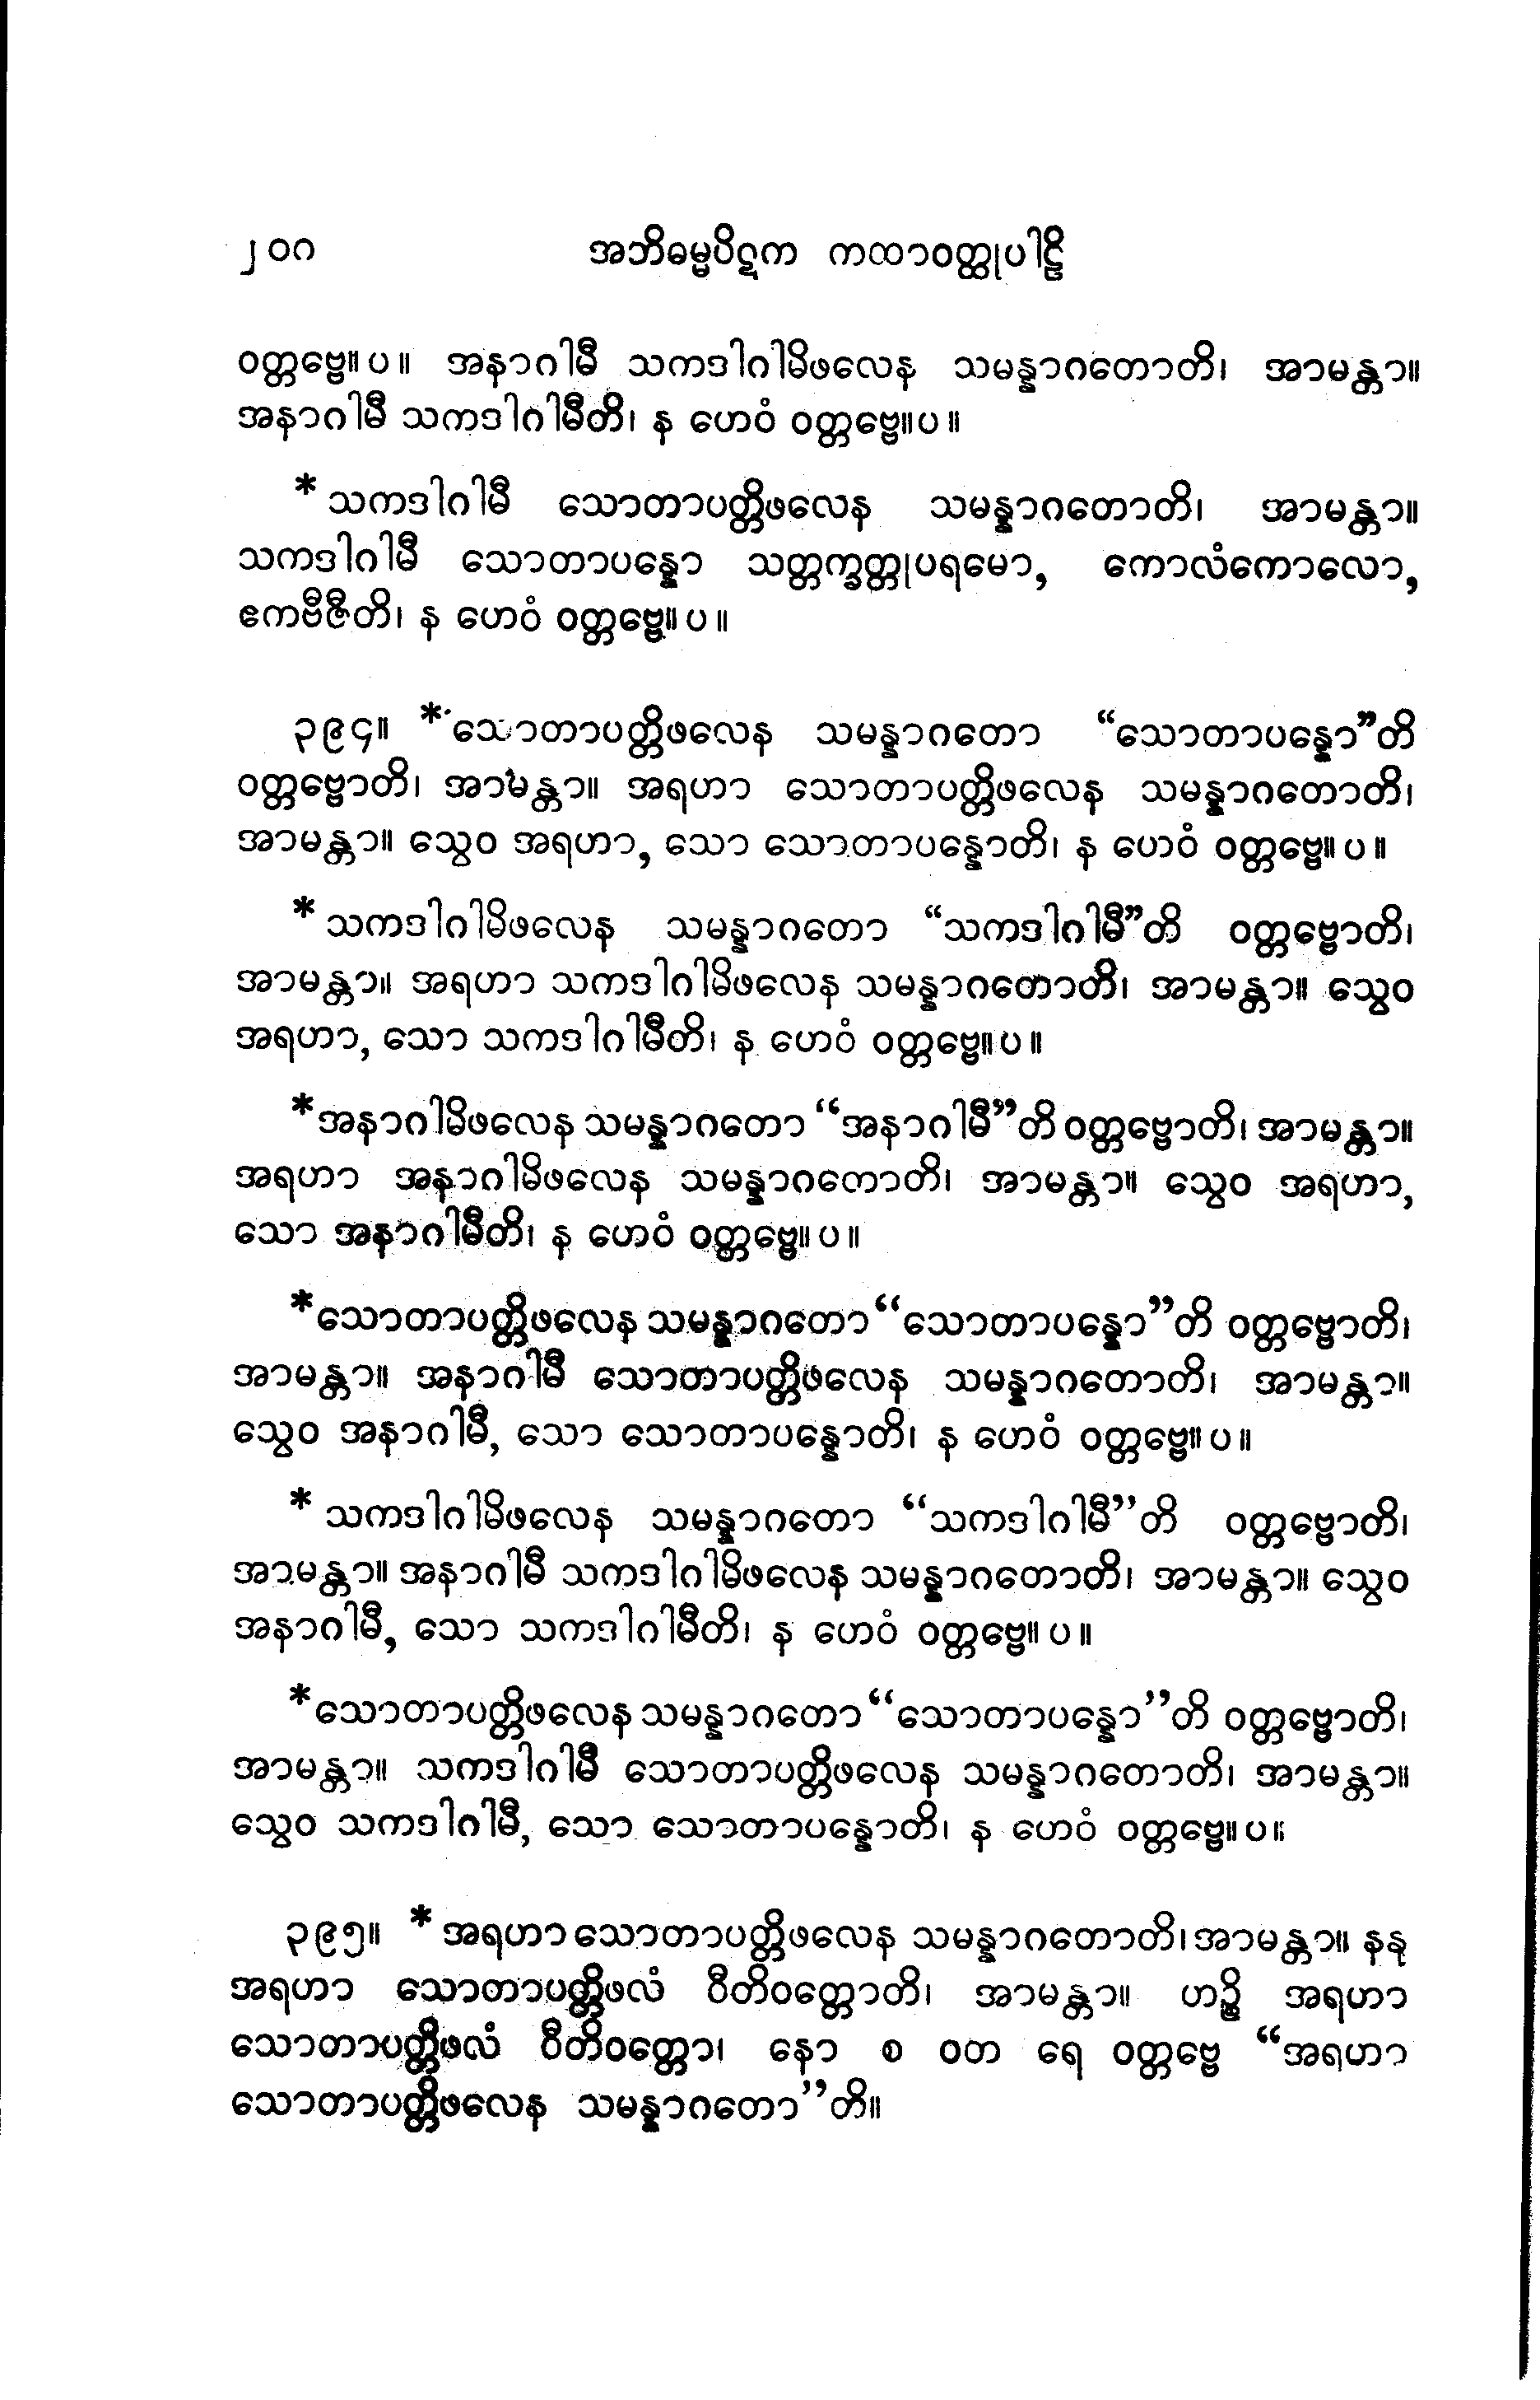 ၂၀ဂ အဘိဓမ္မပိဋက ကထာဝတ္ထုပါဠိ
ဝတ္တဗ္ဗေ။ပ။ အနာဂါမီ သကဒါဂါမိဖလေန သမန္နာဂတောတိ၊ အာမန္တာ။
အနာဂါမီ သကဒါဂါမီတိ၊ န ဟေဝံ ဝတ္တဗ္ဗေ။ပ။
* သကဒါဂါမီ သောတာပတ္တိဖလေန သမန္နာဂတောတိ၊ အာမန္တာ။
သကဒါဂါမီ သောတာပန္နော သတ္တက္ခတ္တုပရမော, ကောလံကောလော,
ဧကဗီဇီတိ၊ န ဟေဝံ ဝတ္တဗ္ဗေ။ပ။
၃၉၄။ * သောတာပတ္တိဖလေန သမန္နာဂတော “သောတာပန္နော”တိ
ဝတ္တဗ္ဗောတိ၊ အာမန္တာ။ အရဟာ သောတာပတ္တိဖလေန သမန္နာဂတောတိ၊
အာမန္တာ။ သွေဝ အရဟာ, သော သောတာပန္နောတိ၊ န ဟေဝံ ဝတ္တဗ္ဗေ။ပ။
* သကဒါဂါမိဖလေန သမန္နာဂတော “သကဒါဂါမီ”တိ ဝတ္တဗ္ဗောတိ၊
အာမန္တာ။ အရဟာ သကဒါဂါမိဖလေန သမန္နာဂတောတိ၊ အာမန္တာ။ သွေဝ
အရဟာ, သော သကဒါဂါမီတိ၊ န ဟေဝံ ဝတ္တဗ္ဗေ။ပ။
*အနာဂါမိဖလေန သမန္နာဂတော “အနာဂါမီ”တိ ဝတ္တဗ္ဗောတိ၊ အာမန္တာ။
အရဟာ အနာဂါမိဖလေန သမန္နာဂတောတိ၊ အာမန္တာ။ သွေဝ အရဟာ,
သော အနာဂါမီတိ၊ န ဟေဝံ ဝတ္တဗ္ဗေ။ပ။
*သောတာပတ္တိဖလေန သမန္နာဂတော “သောတာပန္နော”တိ ဝတ္တဗ္ဗောတိ၊
အာမန္တာ။ အနာဂါမီ သောတာပတ္တိဖလေန သမန္နာဂတောတိ၊ အာမန္တာ။
သွေဝ အနာဂါမီ, သော သောတာပန္နောတိ၊ န ဟေဝံ ဝတ္တဗ္ဗေ။ပ။
* သကဒါဂါမိဖလေန သမန္နာဂတော “သကဒါဂါမီ”တိ ဝတ္တဗ္ဗောတိ၊
အာမန္တာ။ အနာဂါမီ သကဒါဂါမိဖလေန သမန္နာဂတောတိ၊ အာမန္တာ။ သွေဝ
အနာဂါမီ, သော သကဒါဂါမီတိ၊ န ဟေဝံ ဝတ္တဗ္ဗေ။ပ။
*သောတာပတ္တိဖလေန သမန္နာဂတော “သောတာပန္နော”တိ ဝတ္တဗ္ဗောတိ၊
အာမန္တာ။ သကဒါဂါမီ သောတာပတ္တိဖလေန သမန္နာဂတောတိ၊ အာမန္တာ။
သွေဝ သကဒါဂါမီ, သော သောတာပန္နောတိ၊ န ဟေဝံ ဝတ္တဗ္ဗေ။ပ။
၃၉၅။ * အရဟာ သောတာပတ္တိဖလေန သမန္နာဂတောတိ၊ အာမန္တာ။ နနု
အရဟာ သောတာပတ္တိဖလံ ဝီတိဝတ္တောတိ၊ အာမန္တာ။ ဟဉ္စိ အရဟာ
သောတာပတ္တိဖလံ ဝီတိဝတ္တော၊ နော စ ဝတ ရေ ဝတ္တဗ္ဗေ “အရဟာ
သောတာပတ္တိဖလေန သမန္နာဂတော”တိ။